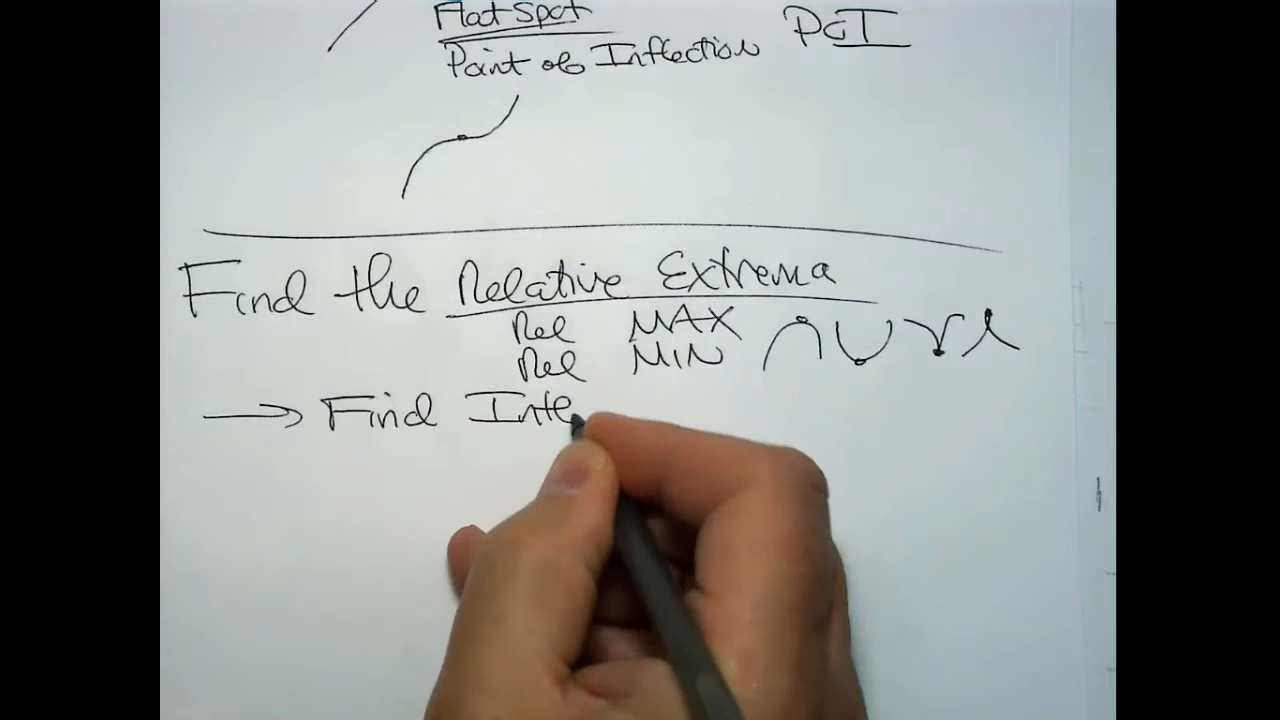 Flat Spot
Point of Inflection PoI
Find the Relative Extrema
Rel MAX
Rel MIN
→ Find Inte